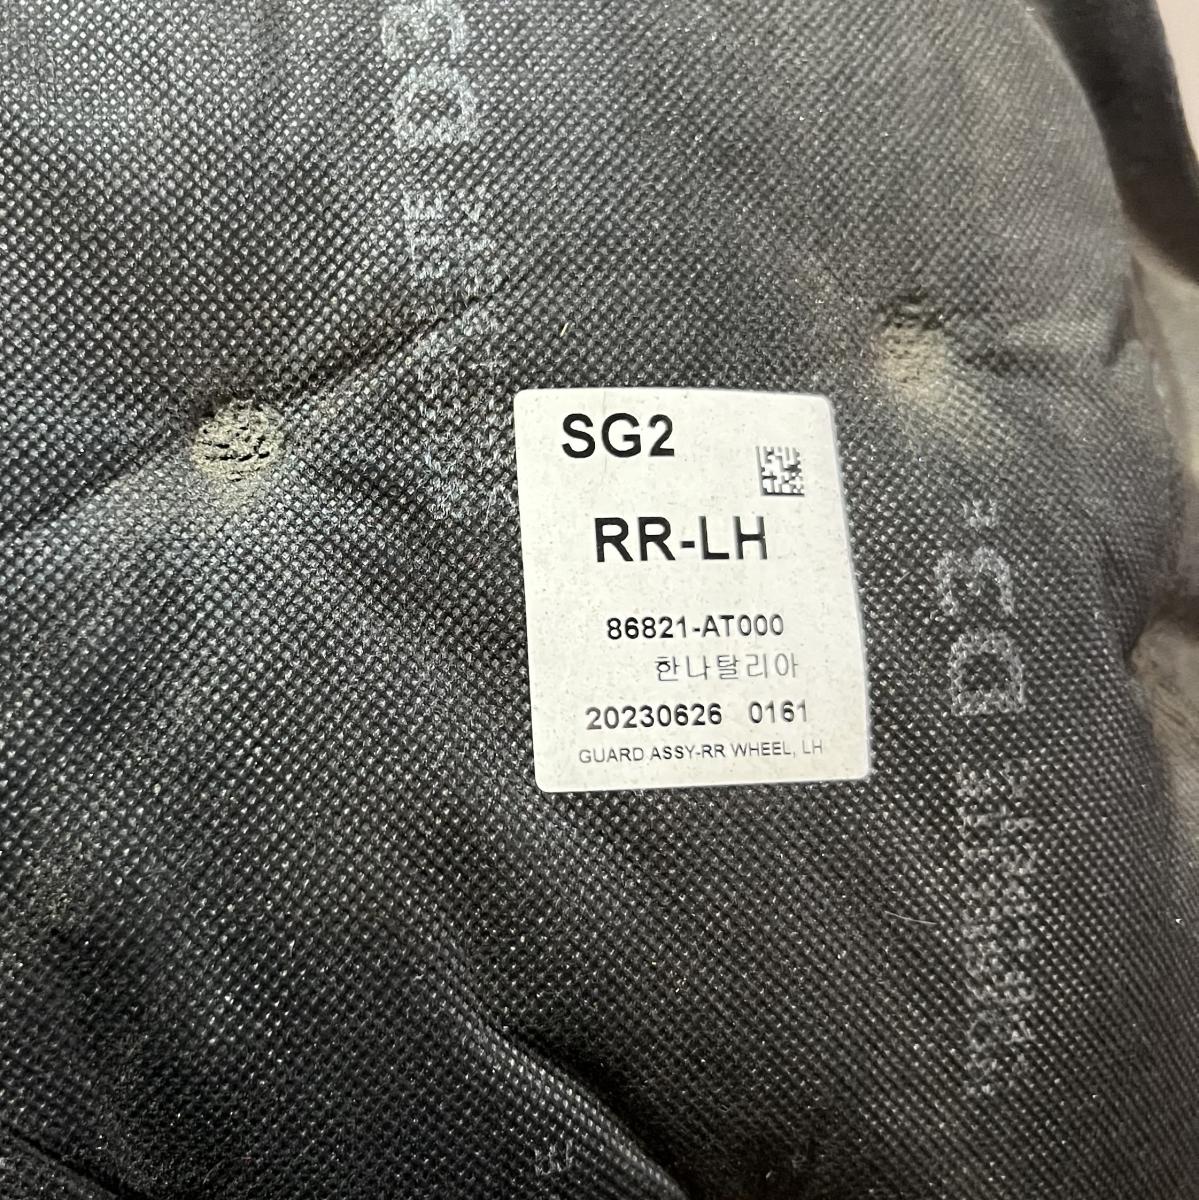 SG2
RR-LH
86821-AT000
한나탈리아
20230626 0161
GUARD ASSY-RR WHEEL, LH